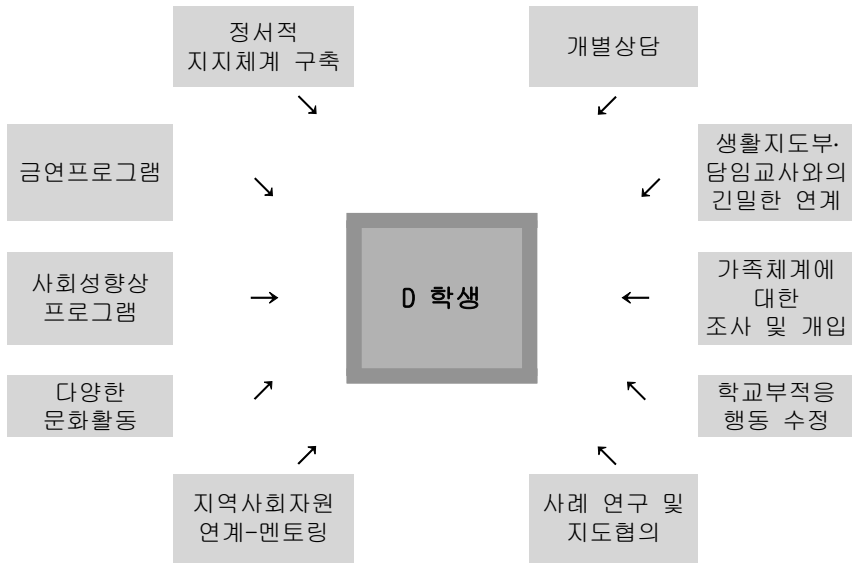 정서적
지지체계 구축
개별상담
금연프로그램
생활지도부·
담임교사와의
긴밀한 연계
사회성향상
프로그램
D 학생
가족체계에
대한
조사 및 개입
다양한
문화활동
학교부적응
행동 수정
지역사회자원
연계-멘토링
사례 연구 및
지도협의